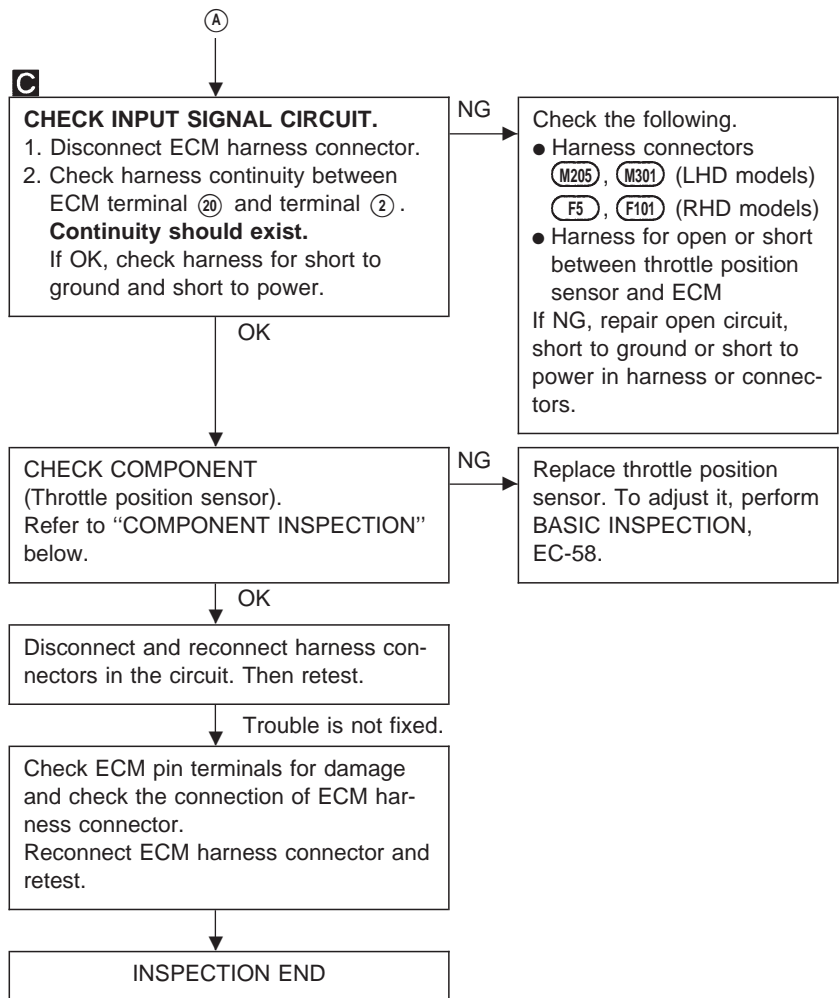 A
C
CHECK INPUT SIGNAL CIRCUIT.
1. Disconnect ECM harness connector.
2. Check harness continuity between
ECM terminal ⑳ and terminal ② .
Continuity should exist.
If OK, check harness for short to
ground and short to power.
NG
Check the following.
● Harness connectors
M205 , M301 (LHD models)
F5 , F101 (RHD models)
● Harness for open or short
between throttle position
sensor and ECM
If NG, repair open circuit,
short to ground or short to
power in harness or connec-
tors.
OK
CHECK COMPONENT
(Throttle position sensor).
Refer to ‘‘COMPONENT INSPECTION’’
below.
NG
Replace throttle position
sensor. To adjust it, perform
BASIC INSPECTION,
EC-58.
OK
Disconnect and reconnect harness con-
nectors in the circuit. Then retest.
Trouble is not fixed.
Check ECM pin terminals for damage
and check the connection of ECM har-
ness connector.
Reconnect ECM harness connector and
retest.
INSPECTION END